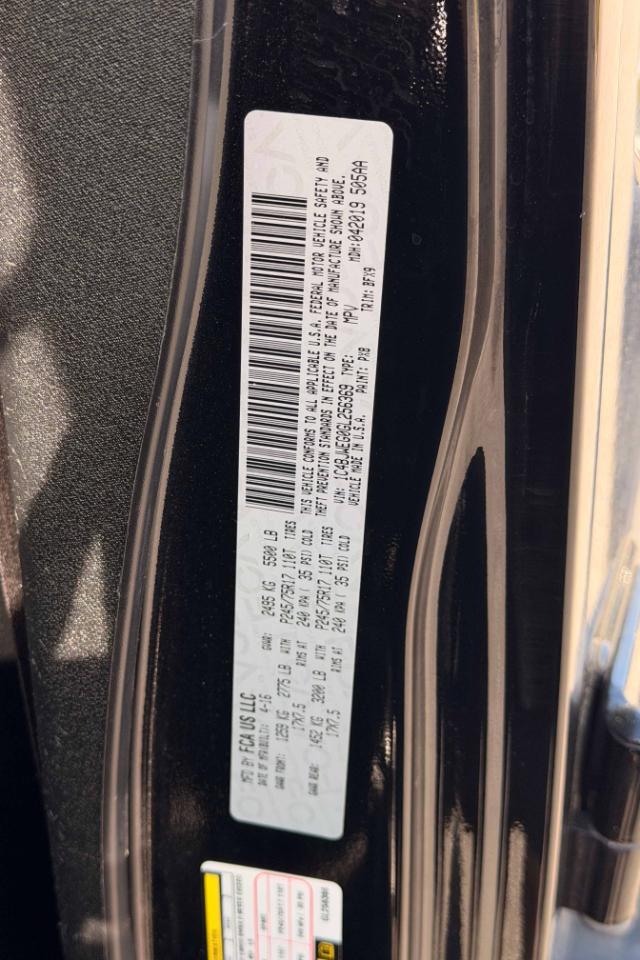 MFD BY FCA US LLC
DATE OF MFR(BUILT): 4-16
GVWR: 2495 KG 5500 LB
GAWR FRONT: 1259 KG 2775 LB WITH P245/75R17 110T TIRES
17X7.5 RIMS AT 240 KPA ( 35 PSI) COLD
GAWR REAR: 1452 KG 3200 LB WITH P245/75R17 110T TIRES
17X7.5 RIMS AT 240 KPA ( 35 PSI) COLD
THIS VEHICLE CONFORMS TO ALL APPLICABLE U.S.A. FEDERAL MOTOR VEHICLE SAFETY AND
THEFT PREVENTION STANDARDS IN EFFECT ON THE DATE OF MANUFACTURE SHOWN ABOVE.
VIN: 1C4BJWEG0GL256369 TYPE: MPV MDH:042019 505AA
VEHICLE MADE IN U.S.A. PAINT: PX8 TRIM: BFX9